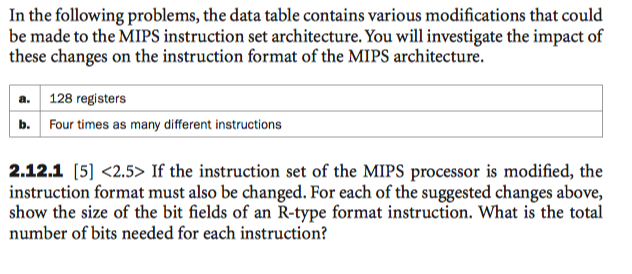 In the following problems, the data table contains various modifications that could
be made to the MIPS instruction set architecture. You will investigate the impact of
these changes on the instruction format of the MIPS architecture.
a. 128 registers
b. Four times as many different instructions
2.12.1 [5] <2.5> If the instruction set of the MIPS processor is modified, the
instruction format must also be changed. For each of the suggested changes above,
show the size of the bit fields of an R-type format instruction. What is the total
number of bits needed for each instruction?